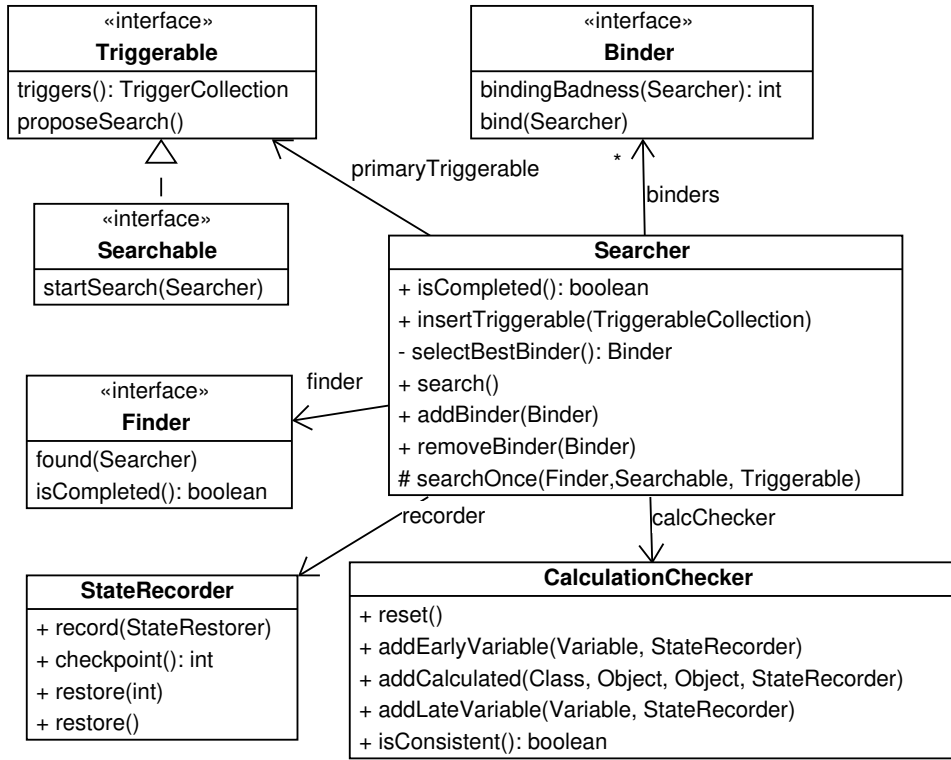 «interface»
Triggerable
triggers(): TriggerCollection
proposeSearch()
«interface»
Binder
bindingBadness(Searcher): int
bind(Searcher)
primaryTriggerable
*
binders
«interface»
Searchable
startSearch(Searcher)
Searcher
+ isCompleted(): boolean
+ insertTriggerable(TriggerableCollection)
- selectBestBinder(): Binder
+ search()
+ addBinder(Binder)
+ removeBinder(Binder)
# searchOnce(Finder,Searchable, Triggerable)
finder
«interface»
Finder
found(Searcher)
isCompleted(): boolean
recorder
calcChecker
StateRecorder
+ record(StateRestorer)
+ checkpoint(): int
+ restore(int)
+ restore()
CalculationChecker
+ reset()
+ addEarlyVariable(Variable, StateRecorder)
+ addCalculated(Class, Object, Object, StateRecorder)
+ addLateVariable(Variable, StateRecorder)
+ isConsistent(): boolean